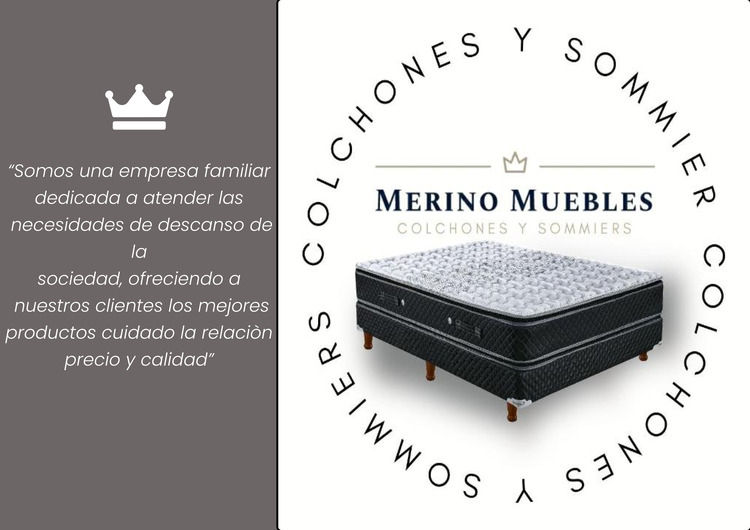 “Somos una empresa familiar
dedicada a atender las
necesidades de descanso de
la
sociedad, ofreciendo a
nuestros clientes los mejores
productos cuidado la relaciòn
precio y calidad”
COLCHONES Y SOMMIER COLCHONES Y SOMMIERS
MERINO MUEBLES
COLCHONES Y SOMMIERS